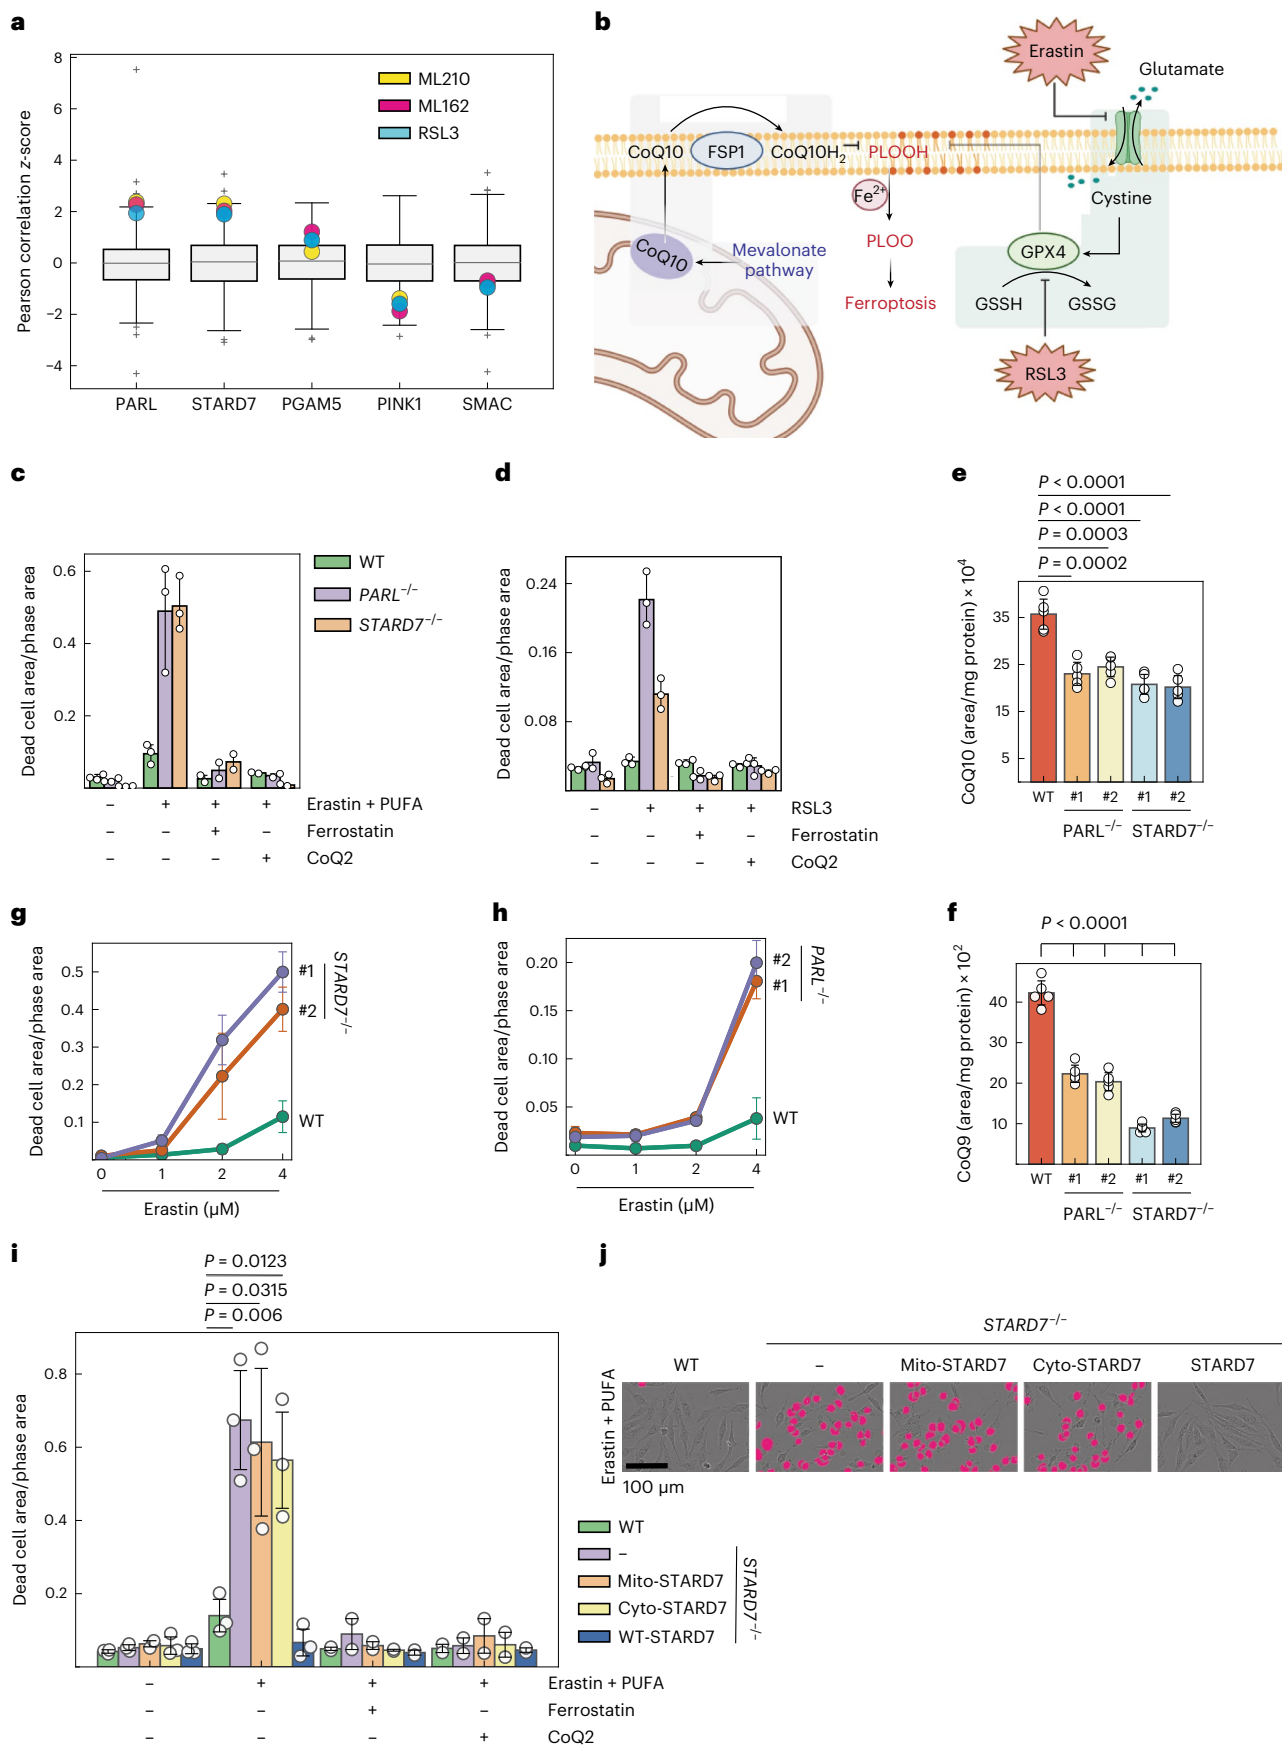 a
8
6
4
2
0
−2
−4
Pearson correlation z-score
ML210
ML162
RSL3
PARL STARD7 PGAM5 PINK1 SMAC
b
Erastin
Glutamate
CoQ10 FSP1 CoQ10H2 PLOOH
Fe2+
Cystine
PLOO
GPX4
CoQ10
Mevalonate
pathway
Ferroptosis
GSSH GSSG
RSL3
c
Dead cell area/phase area
0.6
0.4
0.2
WT
PARL−/−
STARD7−/−
– + + + Erastin + PUFA
– – + – Ferrostatin
– – – + CoQ2
d
Dead cell area/phase area
0.24
0.16
0.08
– + + + RSL3
– – + – Ferrostatin
– – – + CoQ2
e
P < 0.0001
P < 0.0001
P = 0.0003
P = 0.0002
CoQ10 (area/mg protein) × 10⁴
35
25
15
5
WT #1 #2 #1 #2
PARL−/− STARD7−/−
g
Dead cell area/phase area
0.5
0.4
0.3
0.2
0.1
#1
#2
STARD7−/−
WT
0 1 2 4
Erastin (µM)
h
Dead cell area/phase area
0.20
0.15
0.10
0.05
#2
#1
PARL−/−
WT
0 1 2 4
Erastin (µM)
f
P < 0.0001
CoQ9 (area/mg protein) × 10²
40
30
20
10
WT #1 #2 #1 #2
PARL−/− STARD7−/−
i
P = 0.0123
P = 0.0315
P = 0.006
Dead cell area/phase area
0.8
0.6
0.4
0.2
– + + + Erastin + PUFA
– – + – Ferrostatin
– – – + CoQ2
WT
–
Mito-STARD7
Cyto-STARD7
WT-STARD7
STARD7−/−
j
STARD7−/−
WT – Mito-STARD7 Cyto-STARD7 STARD7
Erastin + PUFA
100 µm